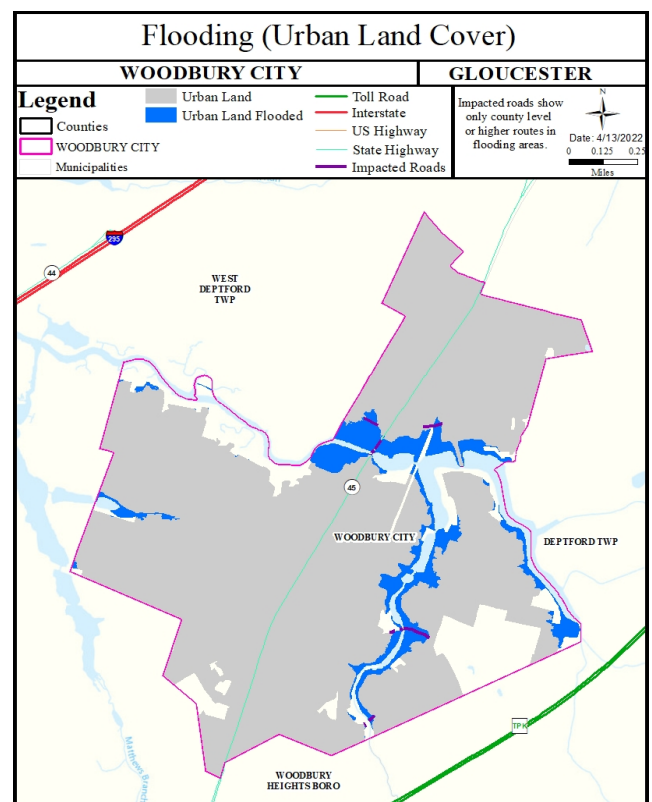 Flooding (Urban Land Cover)
WOODBURY CITY
GLOUCESTER
Legend
Counties
WOODBURY CITY
Municipalities
Urban Land
Urban Land Flooded
Toll Road
Interstate
US Highway
State Highway
Impacted Roads
Impacted roads show
only county level
or higher routes in
flooding areas.
N
Date: 4/13/2022
0 0.125 0.25
Miles
295
44
WEST
DEPTFORD
TWP
45
WOODBURY CITY
DEPTFORD TWP
TPK
Matthews Branch
WOODBURY
HEIGHTS BORO